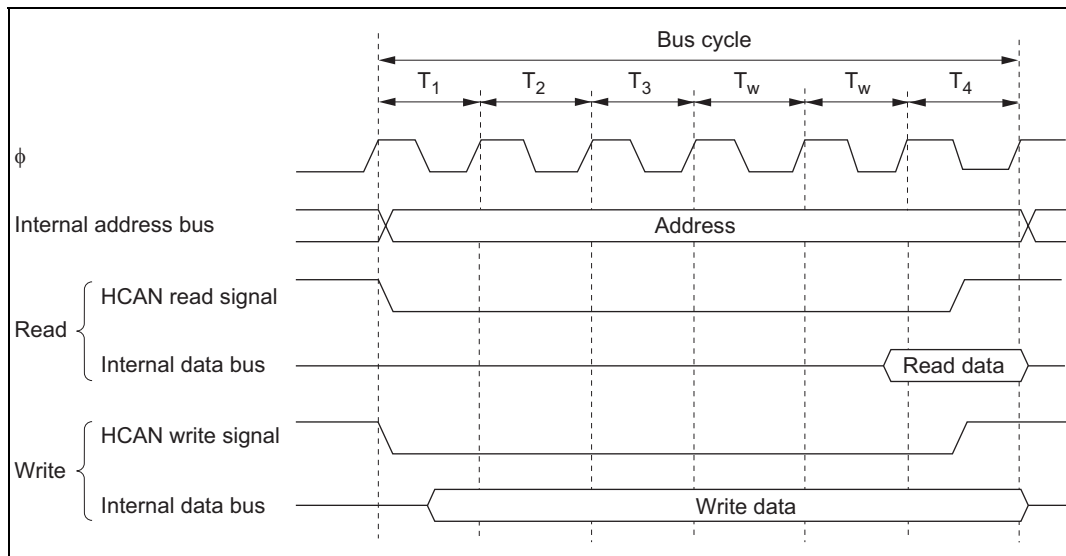 Bus cycle
T1 T2 T3 Tw Tw T4
ϕ
Internal address bus Address
HCAN read signal
Read
Internal data bus Read data
HCAN write signal
Write
Internal data bus Write data